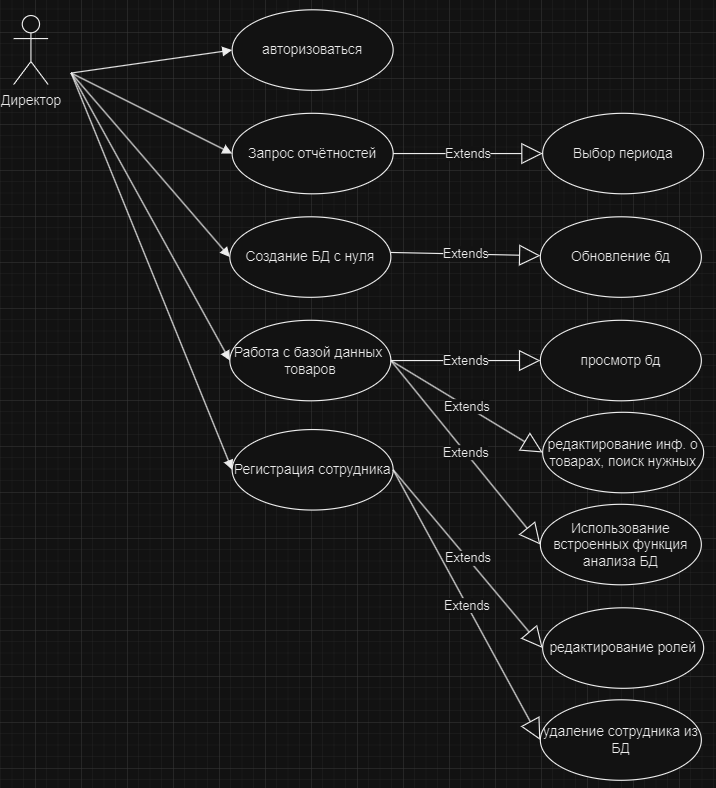 Директор
авторизоваться
Запрос отчётностей
Extends
Выбор периода
Создание БД с нуля
Extends
Обновление бд
Работа с базой данных
товаров
Extends
просмотр бд
Extends
редактирование инф. о
товарах, поиск нужных
Extends
Использование
встроенных функция
анализа БД
Регистрация сотрудника
Extends
редактирование ролей
Extends
удаление сотрудника из
БД